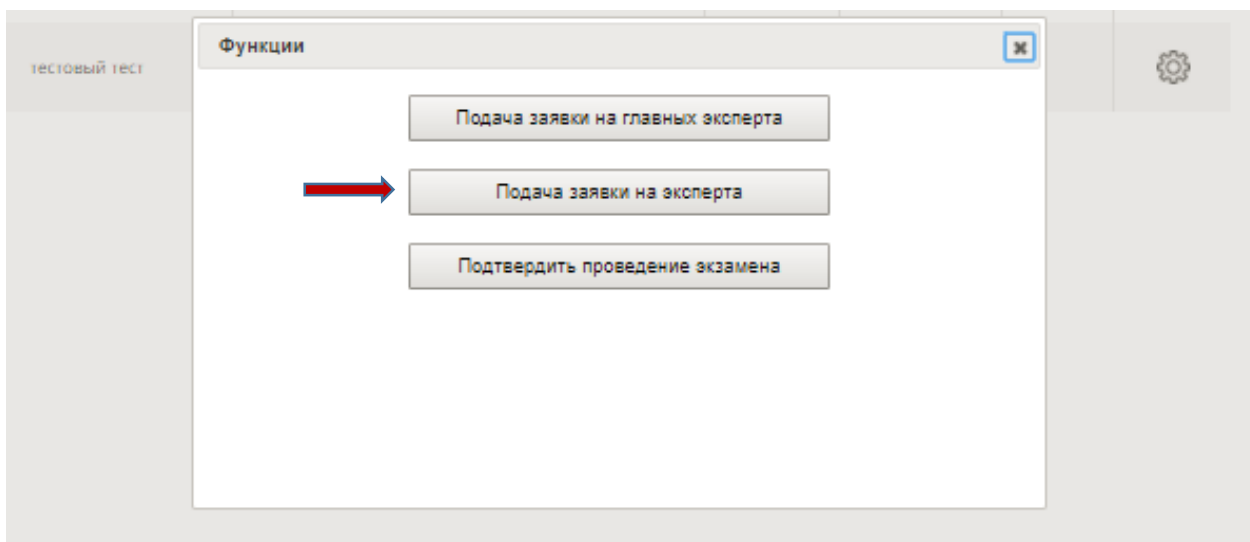 Функции
тестовый тест
Подача заявки на главных эксперта
Подача заявки на эксперта
Подтвердить проведение экзамена